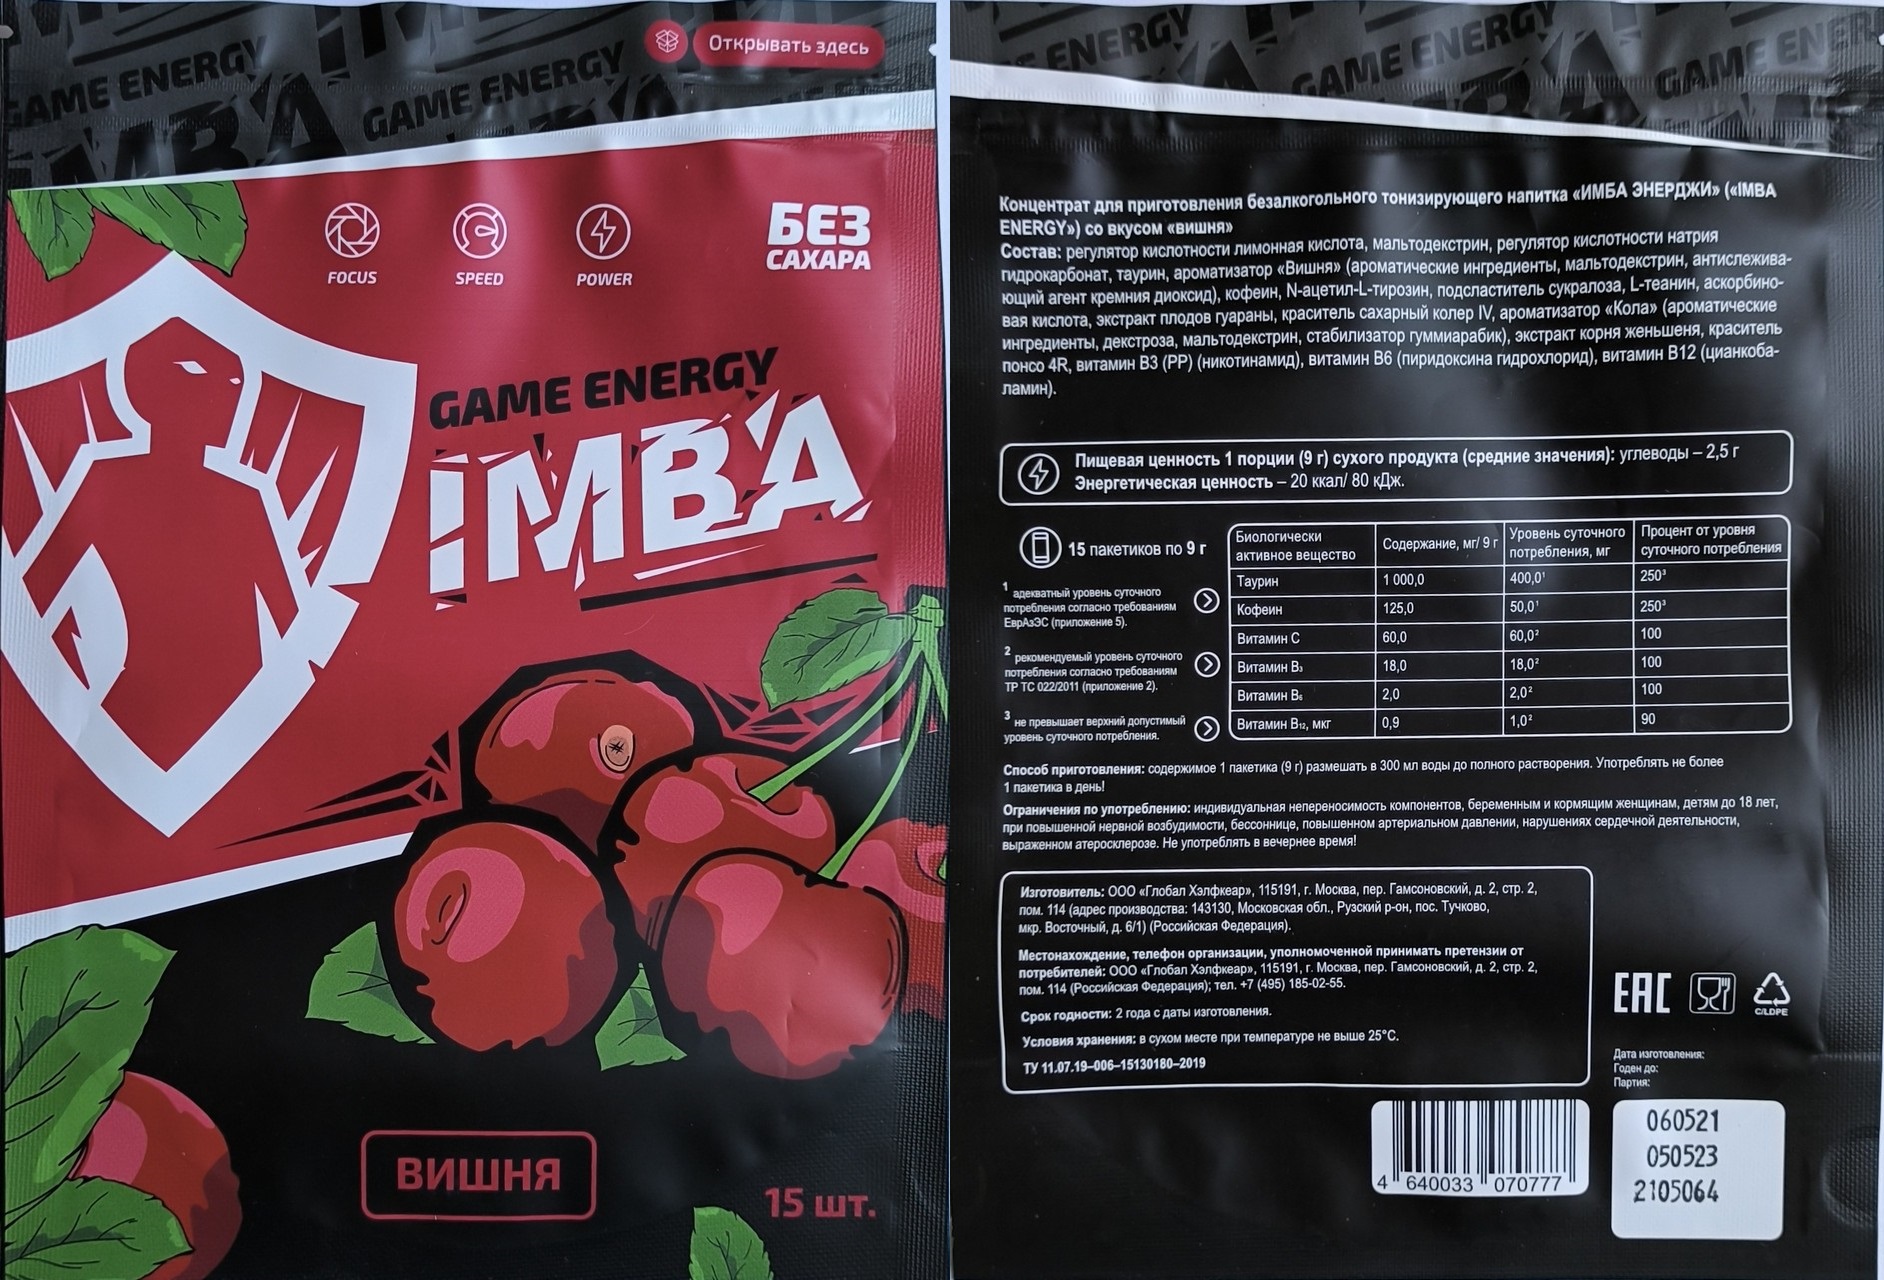 Открывать здесь
GAME ENERGY
GAME ENERGY
IMBA
FOCUS
SPEED
POWER
БЕЗ
САХАРА
GAME ENERGY
IMBA
ВИШНЯ
15 шт.
GAME ENERGY
GAME ENERGY
Концентрат для приготовления безалкогольного тонизирующего напитка «ИМБА ЭНЕРДЖИ» («IMBA
ENERGY») со вкусом «вишня»
Состав: регулятор кислотности лимонная кислота, мальтодекстрин, регулятор кислотности натрия
гидрокарбонат, таурин, ароматизатор «Вишня» (ароматические ингредиенты, мальтодекстрин, антислежива-
ющий агент кремния диоксид), кофеин, N-ацетил-L-тирозин, подсластитель сукралоза, L-теанин, аскорбино-
вая кислота, экстракт плодов гуараны, краситель сахарный колер IV, ароматизатор «Кола» (ароматические
ингредиенты, декстроза, мальтодекстрин, стабилизатор гуммиарабик), экстракт корня женьшеня, краситель
понсо 4R, витамин В3 (РР) (никотинамид), витамин В6 (пиридоксина гидрохлорид), витамин В12 (цианкоба-
ламин).
Пищевая ценность 1 порции (9 г) сухого продукта (средние значения): углеводы – 2,5 г
Энергетическая ценность – 20 ккал/ 80 кДж.
15 пакетиков по 9 г
1 адекватный уровень суточного
потребления согласно требованиям
ЕврАзЭС (приложение 5).
2 рекомендуемый уровень суточного
потребления согласно требованиям
ТР ТС 022/2011 (приложение 2).
3 не превышает верхний допустимый
уровень суточного потребления.
Биологически активное вещество Содержание, мг/ 9 г Уровень суточного потребления, мг Процент от уровня суточного потребления
Таурин 1 000,0 400,0¹ 250³
Кофеин 125,0 50,0¹ 250³
Витамин С 60,0 60,0² 100
Витамин В₃ 18,0 18,0² 100
Витамин В₆ 2,0 2,0² 100
Витамин В₁₂, мкг 0,9 1,0² 90
Способ приготовления: содержимое 1 пакетика (9 г) размешать в 300 мл воды до полного растворения. Употреблять не более
1 пакетика в день!
Ограничения по употреблению: индивидуальная непереносимость компонентов, беременным и кормящим женщинам, детям до 18 лет,
при повышенной нервной возбудимости, бессоннице, повышенном артериальном давлении, нарушениях сердечной деятельности,
выраженном атеросклерозе. Не употреблять в вечернее время!
Изготовитель: ООО «Глобал Хэлфкеар», 115191, г. Москва, пер. Гамсоновский, д. 2, стр. 2,
пом. 114 (адрес производства: 143130, Московская обл., Рузский р-он, пос. Тучково,
мкр. Восточный, д. 6/1) (Российская Федерация).
Местонахождение, телефон организации, уполномоченной принимать претензии от
потребителей: ООО «Глобал Хэлфкеар», 115191, г. Москва, пер. Гамсоновский, д. 2, стр. 2,
пом. 114 (Российская Федерация); тел. +7 (495) 185-02-55.
Срок годности: 2 года с даты изготовления.
Условия хранения: в сухом месте при температуре не выше 25°С.
ТУ 11.07.19–006–15130180–2019
EAC
C/LDPE
Дата изготовления:
Годен до:
Партия:
060521
050523
2105064
4 640033 070777